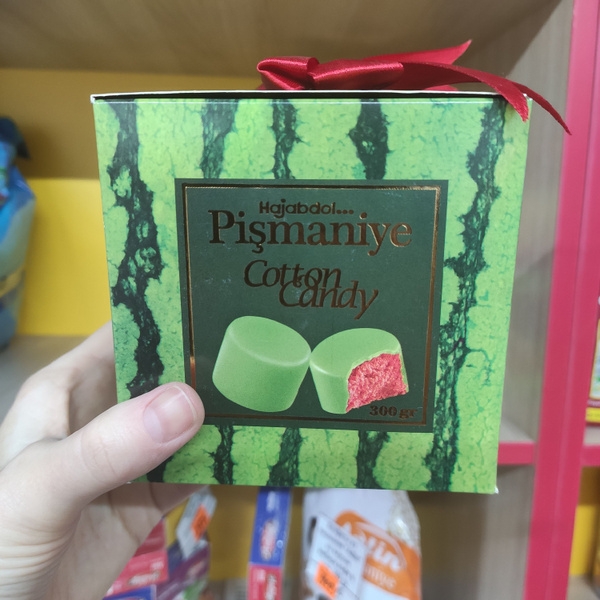 Hajabdol...
Pişmaniye
Cotton
Candy
300 gr